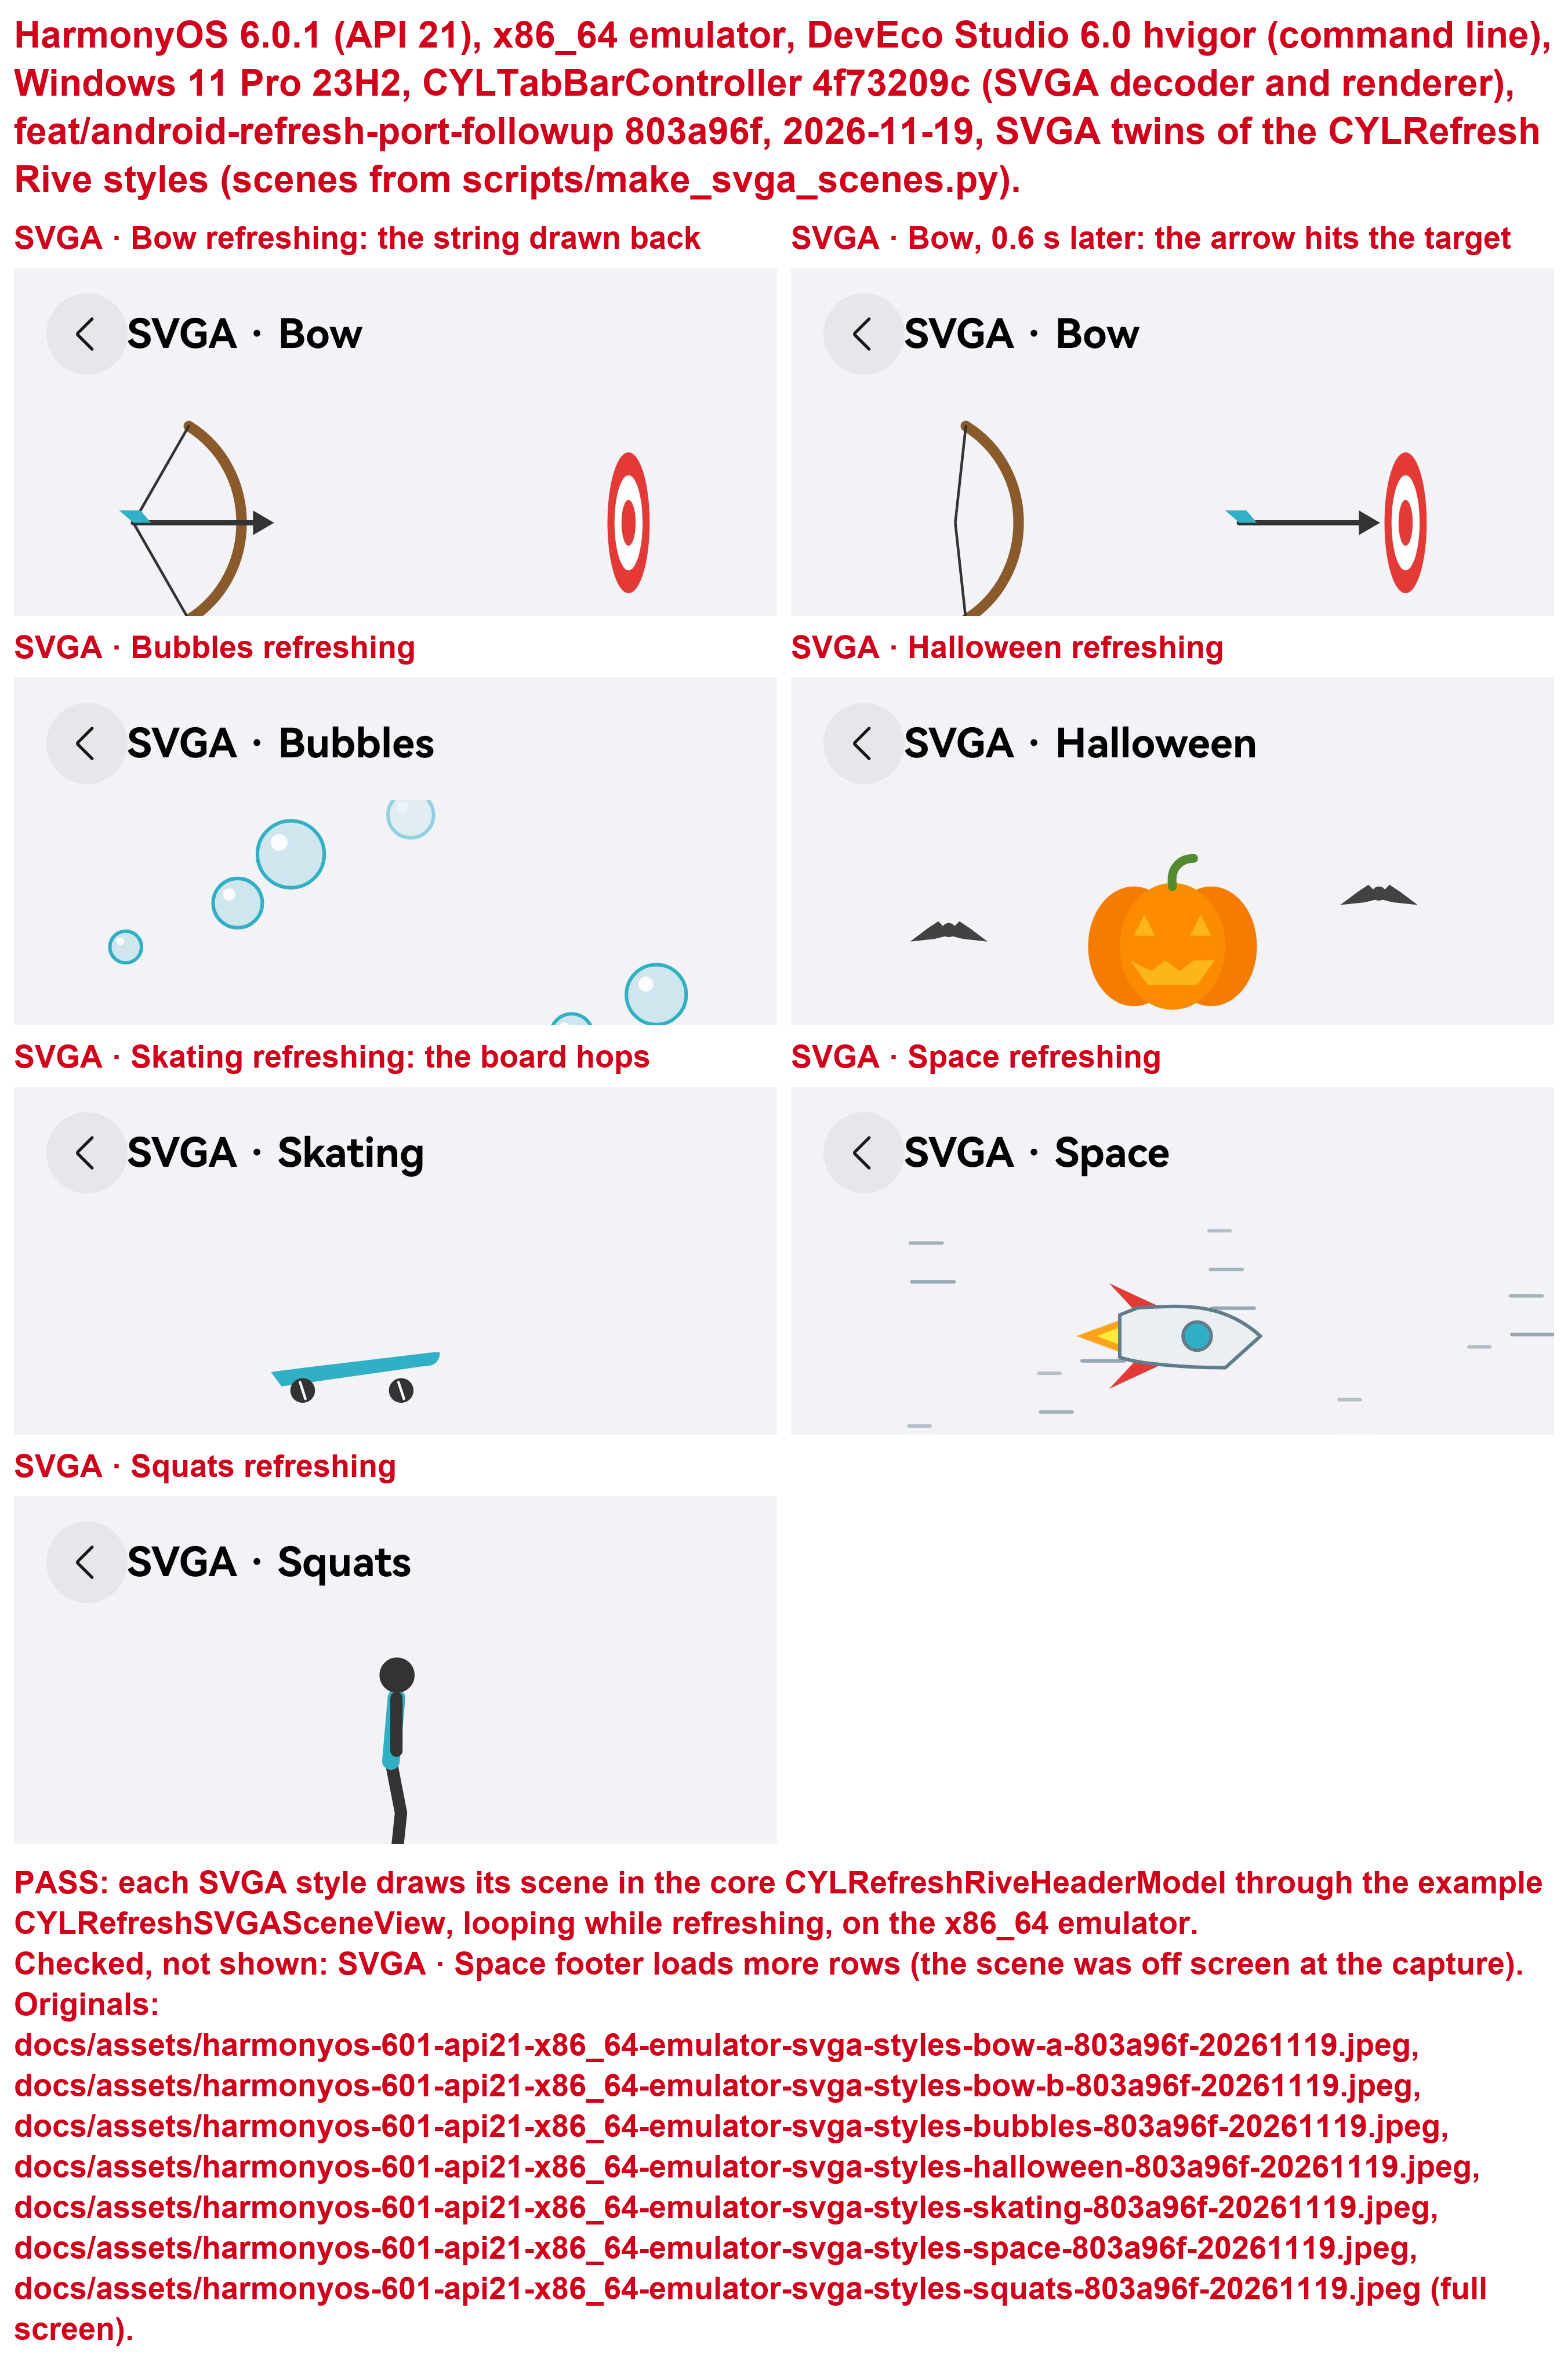 HarmonyOS 6.0.1 (API 21), x86_64 emulator, DevEco Studio 6.0 hvigor (command line),
Windows 11 Pro 23H2, CYLTabBarController 4f73209c (SVGA decoder and renderer),
feat/android-refresh-port-followup 803a96f, 2026-11-19, SVGA twins of the CYLRefresh
Rive styles (scenes from scripts/make_svga_scenes.py).
SVGA · Bow refreshing: the string drawn back
SVGA · Bow, 0.6 s later: the arrow hits the target
SVGA · Bow
SVGA · Bow
SVGA · Bubbles refreshing
SVGA · Halloween refreshing
SVGA · Bubbles
SVGA · Halloween
SVGA · Skating refreshing: the board hops
SVGA · Space refreshing
SVGA · Skating
SVGA · Space
SVGA · Squats refreshing
SVGA · Squats
PASS: each SVGA style draws its scene in the core CYLRefreshRiveHeaderModel through the example
CYLRefreshSVGASceneView, looping while refreshing, on the x86_64 emulator.
Checked, not shown: SVGA · Space footer loads more rows (the scene was off screen at the capture).
Originals:
docs/assets/harmonyos-601-api21-x86_64-emulator-svga-styles-bow-a-803a96f-20261119.jpeg,
docs/assets/harmonyos-601-api21-x86_64-emulator-svga-styles-bow-b-803a96f-20261119.jpeg,
docs/assets/harmonyos-601-api21-x86_64-emulator-svga-styles-bubbles-803a96f-20261119.jpeg,
docs/assets/harmonyos-601-api21-x86_64-emulator-svga-styles-halloween-803a96f-20261119.jpeg,
docs/assets/harmonyos-601-api21-x86_64-emulator-svga-styles-skating-803a96f-20261119.jpeg,
docs/assets/harmonyos-601-api21-x86_64-emulator-svga-styles-space-803a96f-20261119.jpeg,
docs/assets/harmonyos-601-api21-x86_64-emulator-svga-styles-squats-803a96f-20261119.jpeg (full
screen).